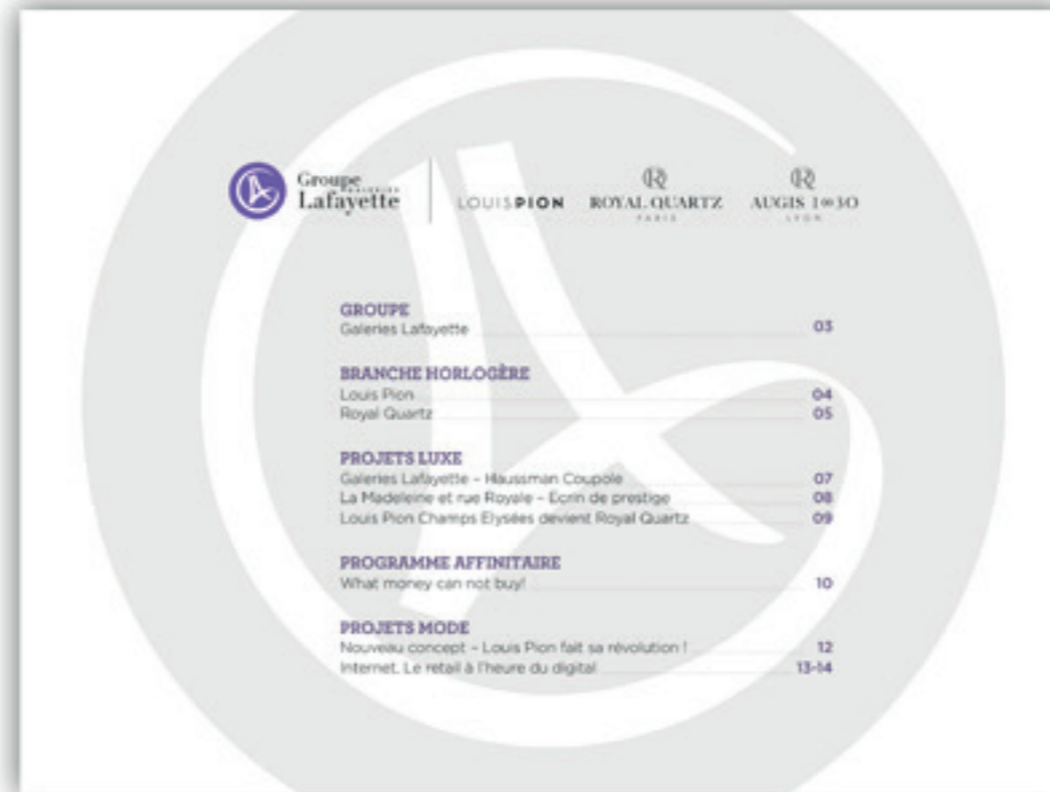 Groupe
GALERIES
Lafayette
LOUISPION
ROYAL QUARTZ
PARIS
AUGIS 1830
LYON
GROUPE
Galeries Lafayette 03
BRANCHE HORLOGÈRE
Louis Pion 04
Royal Quartz 05
PROJETS LUXE
Galeries Lafayette – Haussman Coupole 07
La Madeleine et rue Royale – Ecrin de prestige 08
Louis Pion Champs Elysées devient Royal Quartz 09
PROGRAMME AFFINITAIRE
What money can not buy! 10
PROJETS MODE
Nouveau concept – Louis Pion fait sa révolution ! 12
Internet. Le retail à l'heure du digital 13-14